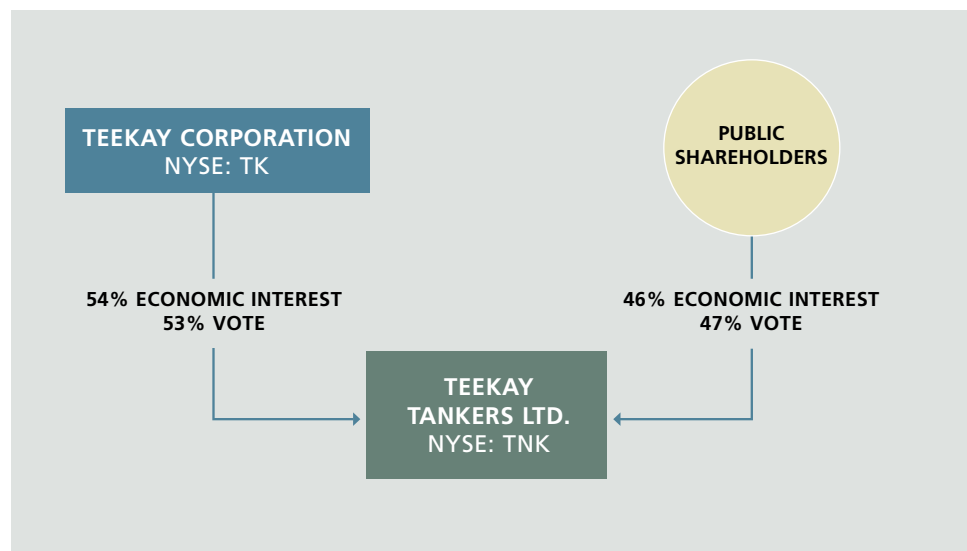 TEEKAY CORPORATION
NYSE: TK
PUBLIC
SHAREHOLDERS
54% ECONOMIC INTEREST
53% VOTE
46% ECONOMIC INTEREST
47% VOTE
TEEKAY
TANKERS LTD.
NYSE: TNK